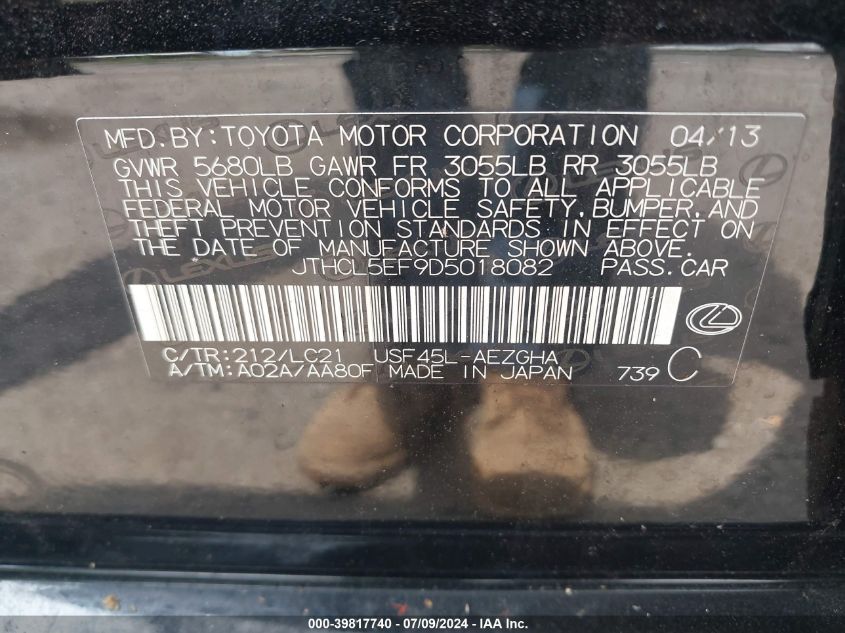 MFD.BY:TOYOTA MOTOR CORPORATION 04/13
GVWR 5680LB GAWR FR 3055LB RR 3055LB
THIS VEHICLE CONFORMS TO ALL APPLICABLE
FEDERAL MOTOR VEHICLE SAFETY,BUMPER,AND
THEFT PREVENTION STANDARDS IN EFFECT ON
THE DATE OF MANUFACTURE SHOWN ABOVE.
JTHCL5EF9D5018082 PASS.CAR
C/TR:212/LC21 USF45L-AEZGHA
A/TM:A02A/AA80F MADE IN JAPAN 739 C
000-39817740 - 07/09/2024 - IAAI Inc.